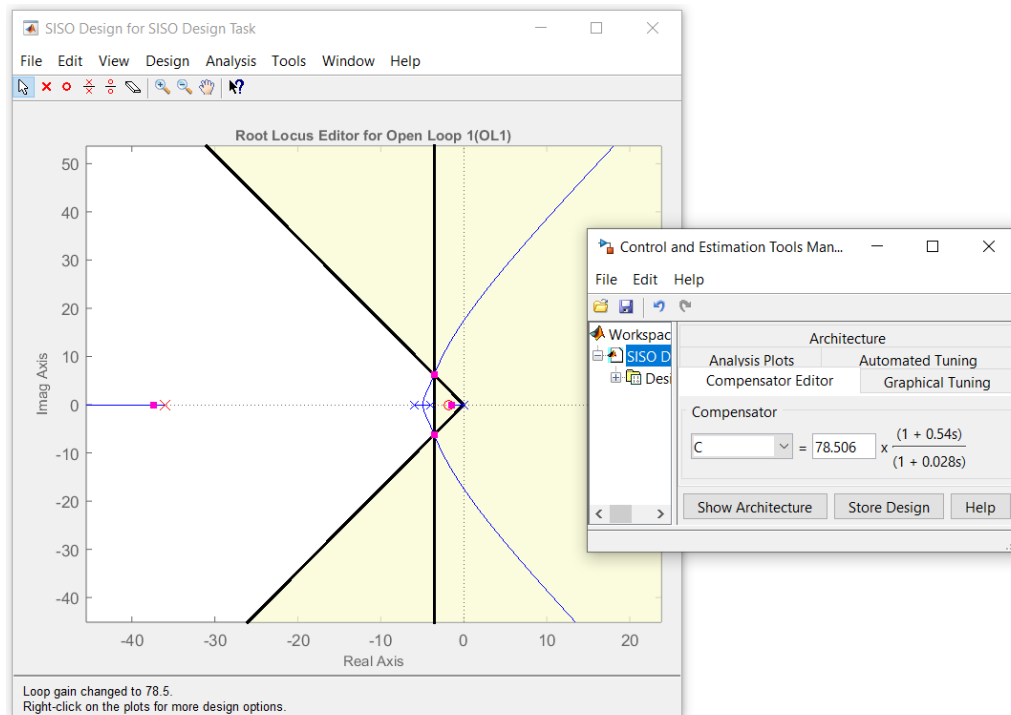 SISO Design for SISO Design Task
File Edit View Design Analysis Tools Window Help
Root Locus Editor for Open Loop 1(OL1)
50
40
30
20
10
0
-10
-20
-30
-40
Imag Axis
-40 -30 -20 -10 0 10 20
Real Axis
Loop gain changed to 78.5.
Right-click on the plots for more design options.
Control and Estimation Tools Man...
File Edit Help
Workspac
SISO D
Desi
Architecture
Analysis Plots Automated Tuning
Compensator Editor Graphical Tuning
Compensator
C = 78.506 x (1 + 0.54s)
(1 + 0.028s)
Show Architecture Store Design Help